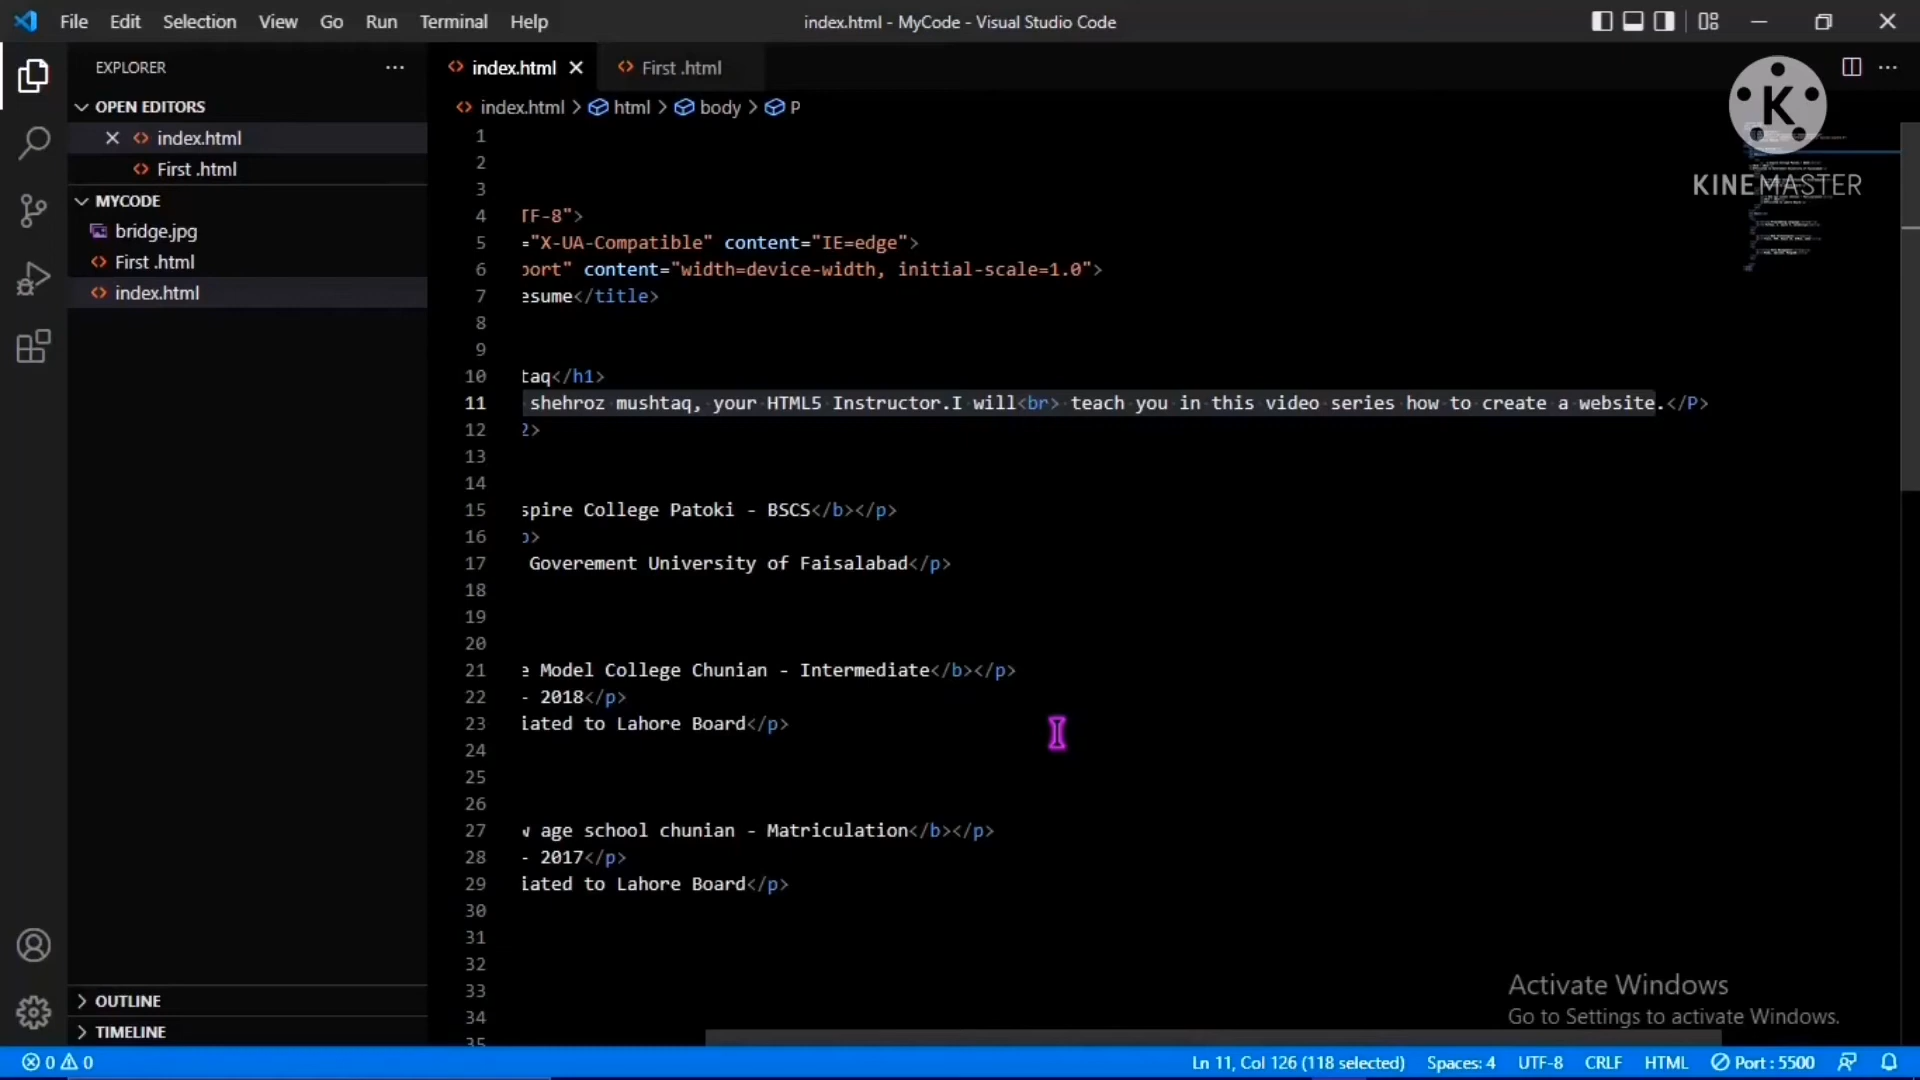 File Edit Selection View Go Run Terminal Help
index.html - MyCode - Visual Studio Code
EXPLORER
OPEN EDITORS
index.html
First .html
MYCODE
bridge.jpg
First .html
index.html
OUTLINE
TIMELINE
index.html
First .html
index.html > html > body > P
1
2
3
4 TF-8">
5 ="X-UA-Compatible" content="IE=edge">
6 port" content="width=device-width, initial-scale=1.0">
7 esume</title>
8
9
10 taq</h1>
11 shehroz mushtaq, your HTML5 Instructor.I will<br> teach you in this video series how to create a website.</P>
12 2>
13
14
15 spire College Patoki - BSCS</b></p>
16 p>
17 Goverement University of Faisalabad</p>
18
19
20
21 e Model College Chunian - Intermediate</b></p>
22 - 2018</p>
23 iated to Lahore Board</p>
24
25
26
27 w age school chunian - Matriculation</b></p>
28 - 2017</p>
29 iated to Lahore Board</p>
30
31
32
33
34
35
K
KINEMASTER
Activate Windows
Go to Settings to activate Windows.
0 0
Ln 11, Col 126 (118 selected) Spaces: 4 UTF-8 CRLF HTML Port : 5500